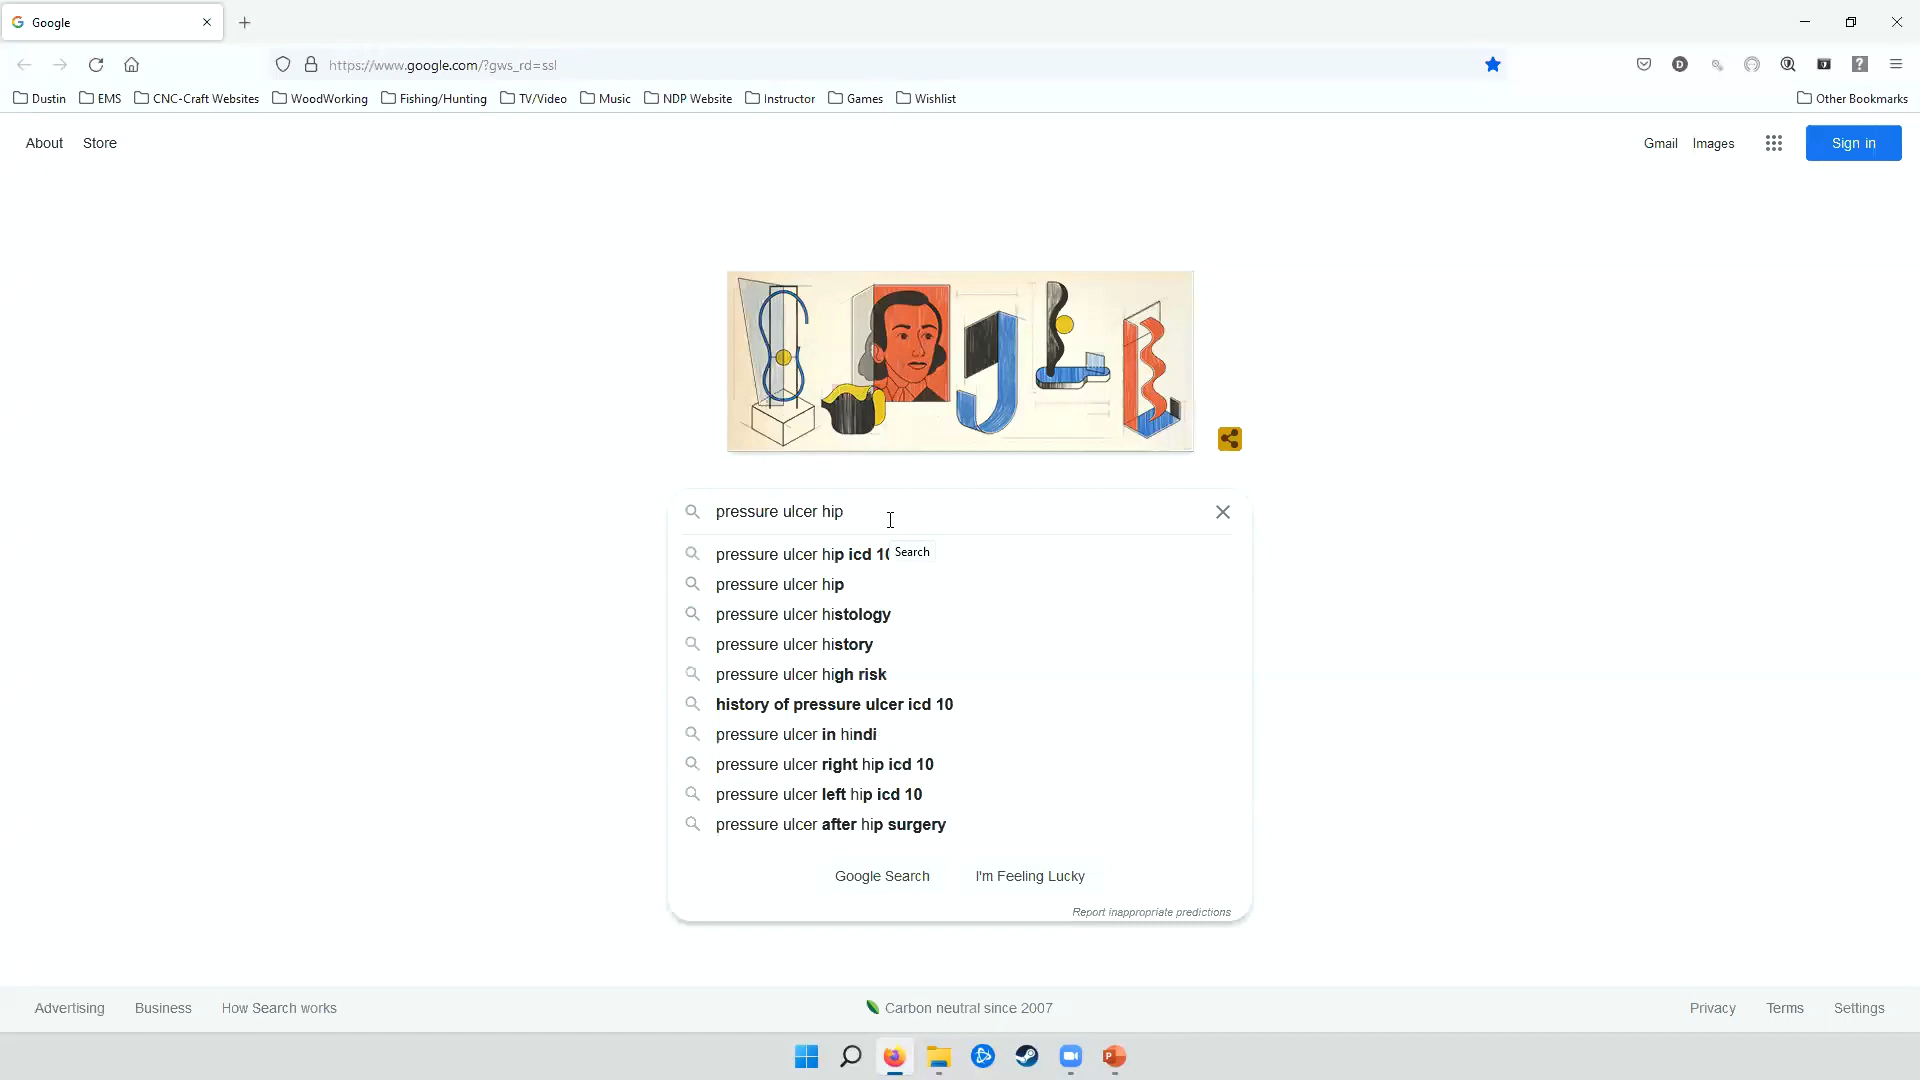 Google
https://www.google.com/?gws_rd=ssl
Dustin EMS CNC-Craft Websites WoodWorking Fishing/Hunting TV/Video Music NDP Website Instructor Games Wishlist Other Bookmarks
About Store Gmail Images Sign in
pressure ulcer hip
pressure ulcer hip icd 10
Search
pressure ulcer hip
pressure ulcer histology
pressure ulcer history
pressure ulcer high risk
history of pressure ulcer icd 10
pressure ulcer in hindi
pressure ulcer right hip icd 10
pressure ulcer left hip icd 10
pressure ulcer after hip surgery
Google Search I'm Feeling Lucky
Report inappropriate predictions
Advertising Business How Search works Carbon neutral since 2007 Privacy Terms Settings